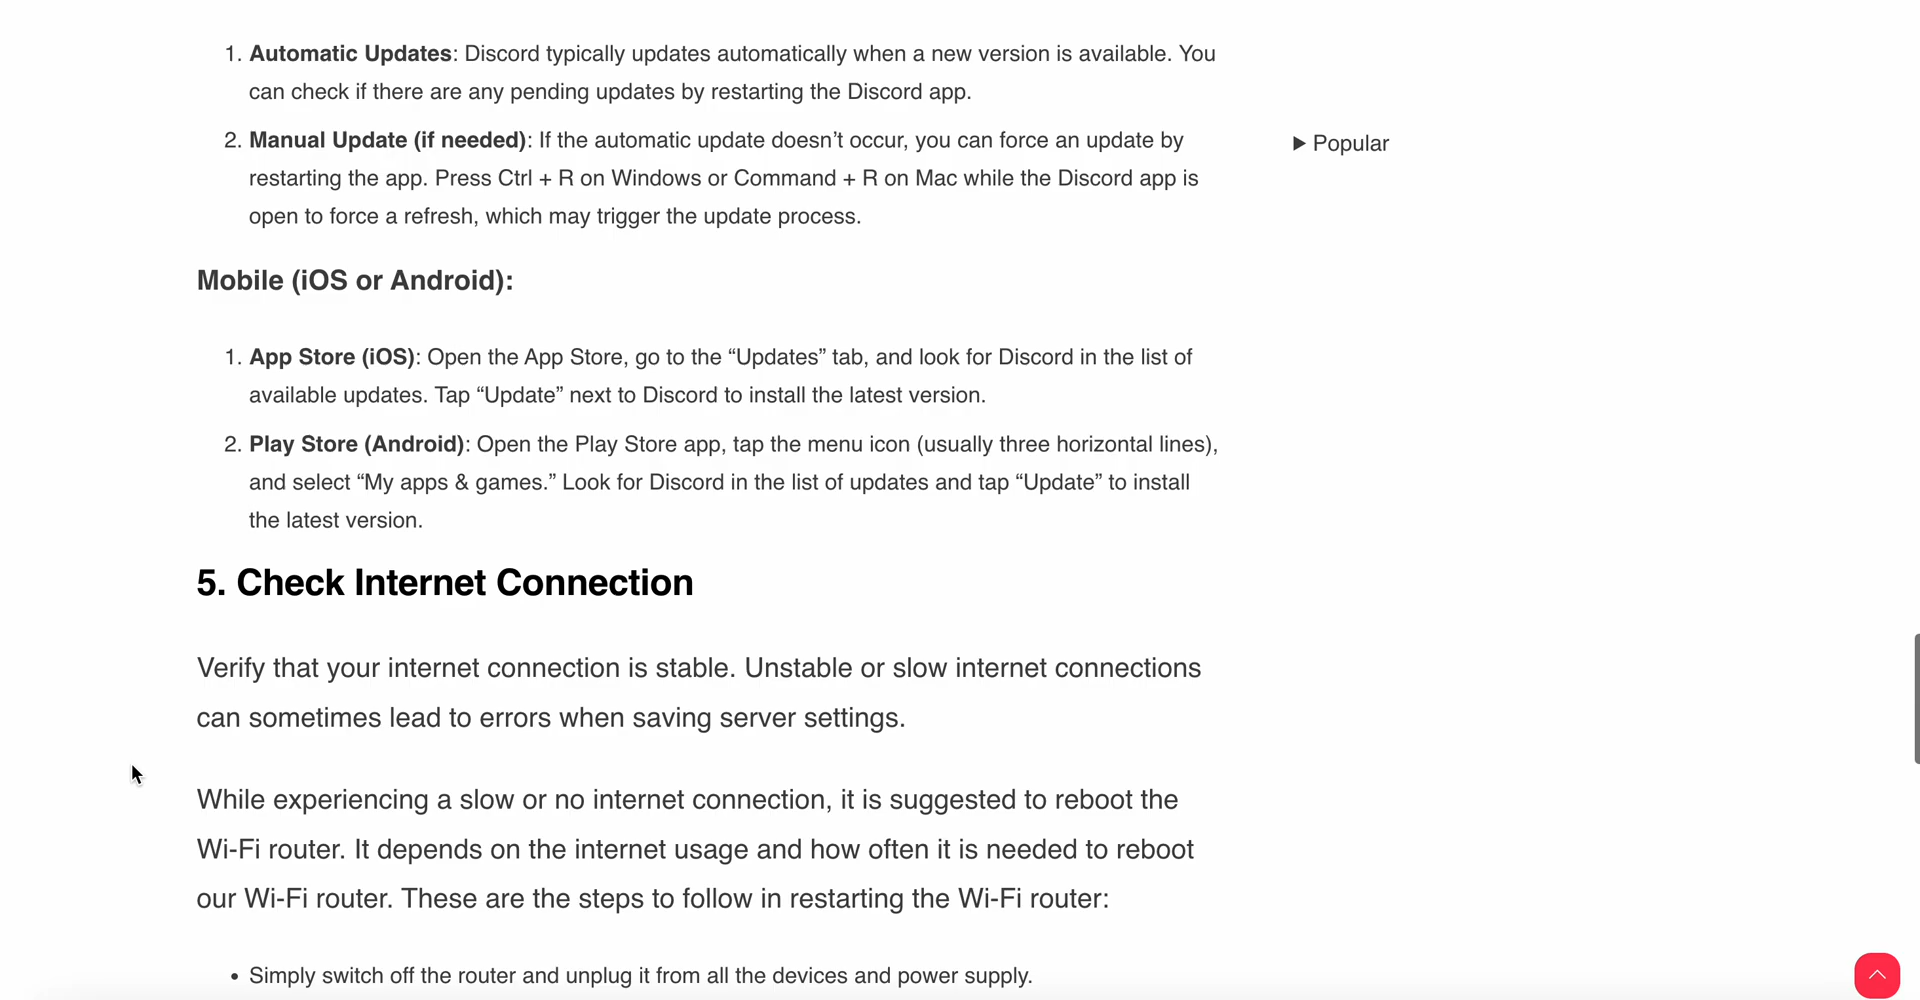 1. Automatic Updates: Discord typically updates automatically when a new version is available. You
can check if there are any pending updates by restarting the Discord app.
2. Manual Update (if needed): If the automatic update doesn’t occur, you can force an update by
restarting the app. Press Ctrl + R on Windows or Command + R on Mac while the Discord app is
open to force a refresh, which may trigger the update process.
Popular
Mobile (iOS or Android):
1. App Store (iOS): Open the App Store, go to the “Updates” tab, and look for Discord in the list of
available updates. Tap “Update” next to Discord to install the latest version.
2. Play Store (Android): Open the Play Store app, tap the menu icon (usually three horizontal lines),
and select “My apps & games.” Look for Discord in the list of updates and tap “Update” to install
the latest version.
5. Check Internet Connection
Verify that your internet connection is stable. Unstable or slow internet connections
can sometimes lead to errors when saving server settings.
While experiencing a slow or no internet connection, it is suggested to reboot the
Wi-Fi router. It depends on the internet usage and how often it is needed to reboot
our Wi-Fi router. These are the steps to follow in restarting the Wi-Fi router:
• Simply switch off the router and unplug it from all the devices and power supply.